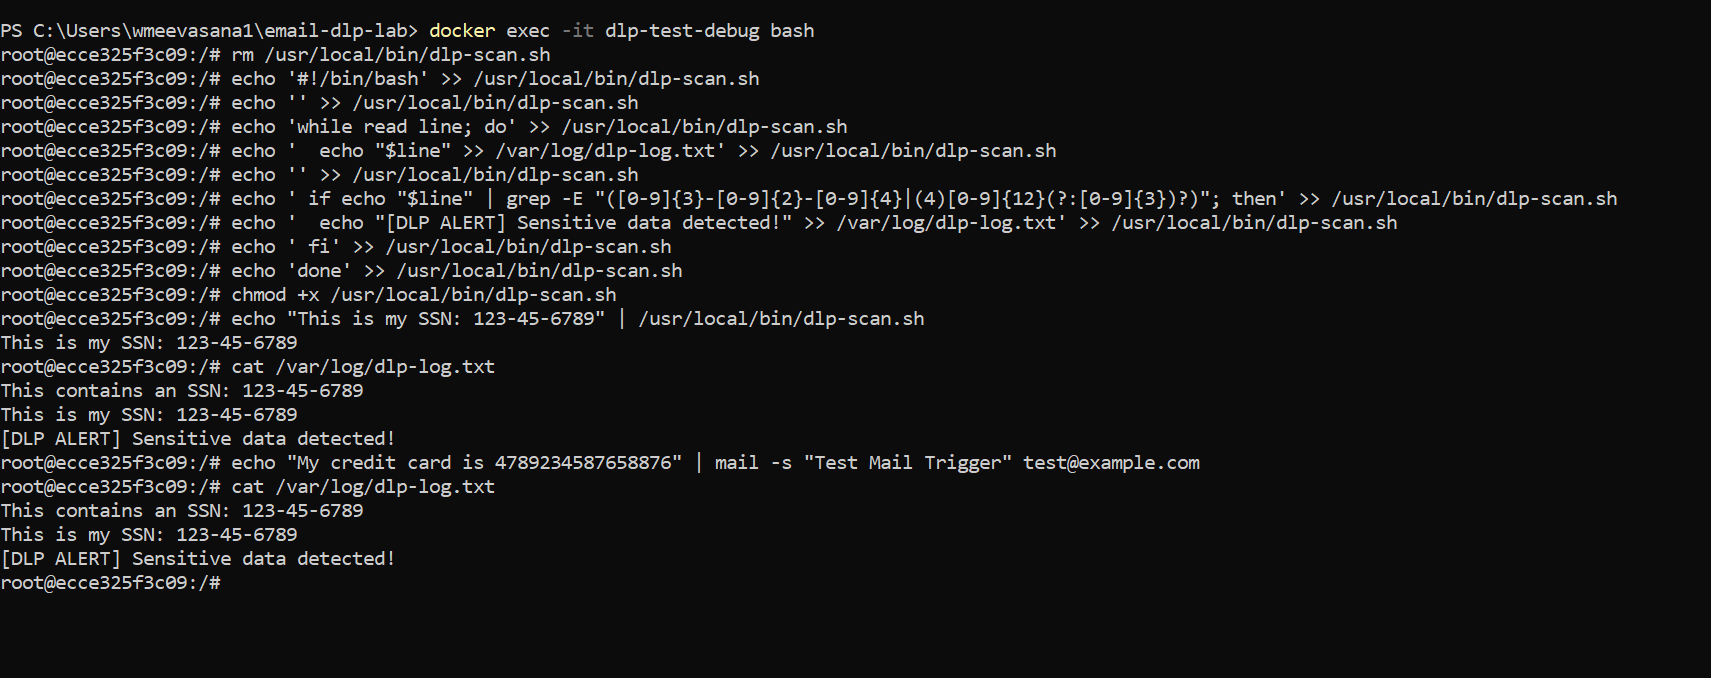 PS C:\Users\wmeevasana1\email-dlp-lab> docker exec -it dlp-test-debug bash
root@ecce325f3c09:/# rm /usr/local/bin/dlp-scan.sh
root@ecce325f3c09:/# echo '#!/bin/bash' >> /usr/local/bin/dlp-scan.sh
root@ecce325f3c09:/# echo '' >> /usr/local/bin/dlp-scan.sh
root@ecce325f3c09:/# echo 'while read line; do' >> /usr/local/bin/dlp-scan.sh
root@ecce325f3c09:/# echo '  echo "$line" >> /var/log/dlp-log.txt' >> /usr/local/bin/dlp-scan.sh
root@ecce325f3c09:/# echo '' >> /usr/local/bin/dlp-scan.sh
root@ecce325f3c09:/# echo ' if echo "$line" | grep -E "([0-9]{3}-[0-9]{2}-[0-9]{4}|(4)[0-9]{12}(?:[0-9]{3})?)"; then' >> /usr/local/bin/dlp-scan.sh
root@ecce325f3c09:/# echo '  echo "[DLP ALERT] Sensitive data detected!" >> /var/log/dlp-log.txt' >> /usr/local/bin/dlp-scan.sh
root@ecce325f3c09:/# echo ' fi' >> /usr/local/bin/dlp-scan.sh
root@ecce325f3c09:/# echo 'done' >> /usr/local/bin/dlp-scan.sh
root@ecce325f3c09:/# chmod +x /usr/local/bin/dlp-scan.sh
root@ecce325f3c09:/# echo "This is my SSN: 123-45-6789" | /usr/local/bin/dlp-scan.sh
This is my SSN: 123-45-6789
root@ecce325f3c09:/# cat /var/log/dlp-log.txt
This contains an SSN: 123-45-6789
This is my SSN: 123-45-6789
[DLP ALERT] Sensitive data detected!
root@ecce325f3c09:/# echo "My credit card is 4789234587658876" | mail -s "Test Mail Trigger" test@example.com
root@ecce325f3c09:/# cat /var/log/dlp-log.txt
This contains an SSN: 123-45-6789
This is my SSN: 123-45-6789
[DLP ALERT] Sensitive data detected!
root@ecce325f3c09:/#